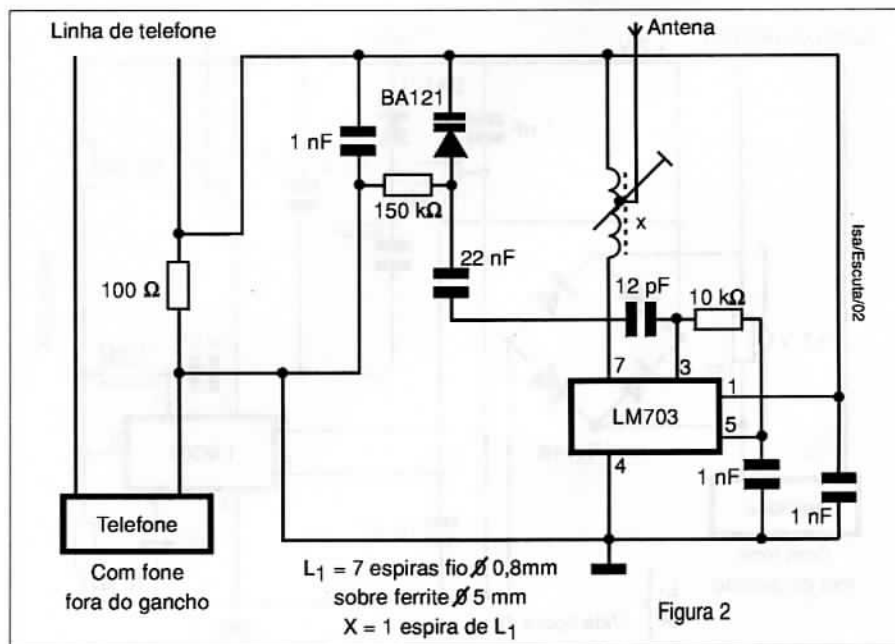 Linha de telefone
Antena
BA121
1 nF
150 kΩ
x
22 nF
100 Ω
12 pF
10 kΩ
7
3
1
LM703
5
4
1 nF
1 nF
Isa/Escuta/02
Telefone
Com fone
fora do gancho
L1 = 7 espiras fio Ø 0,8mm
sobre ferrite Ø 5 mm
X = 1 espira de L1
Figura 2